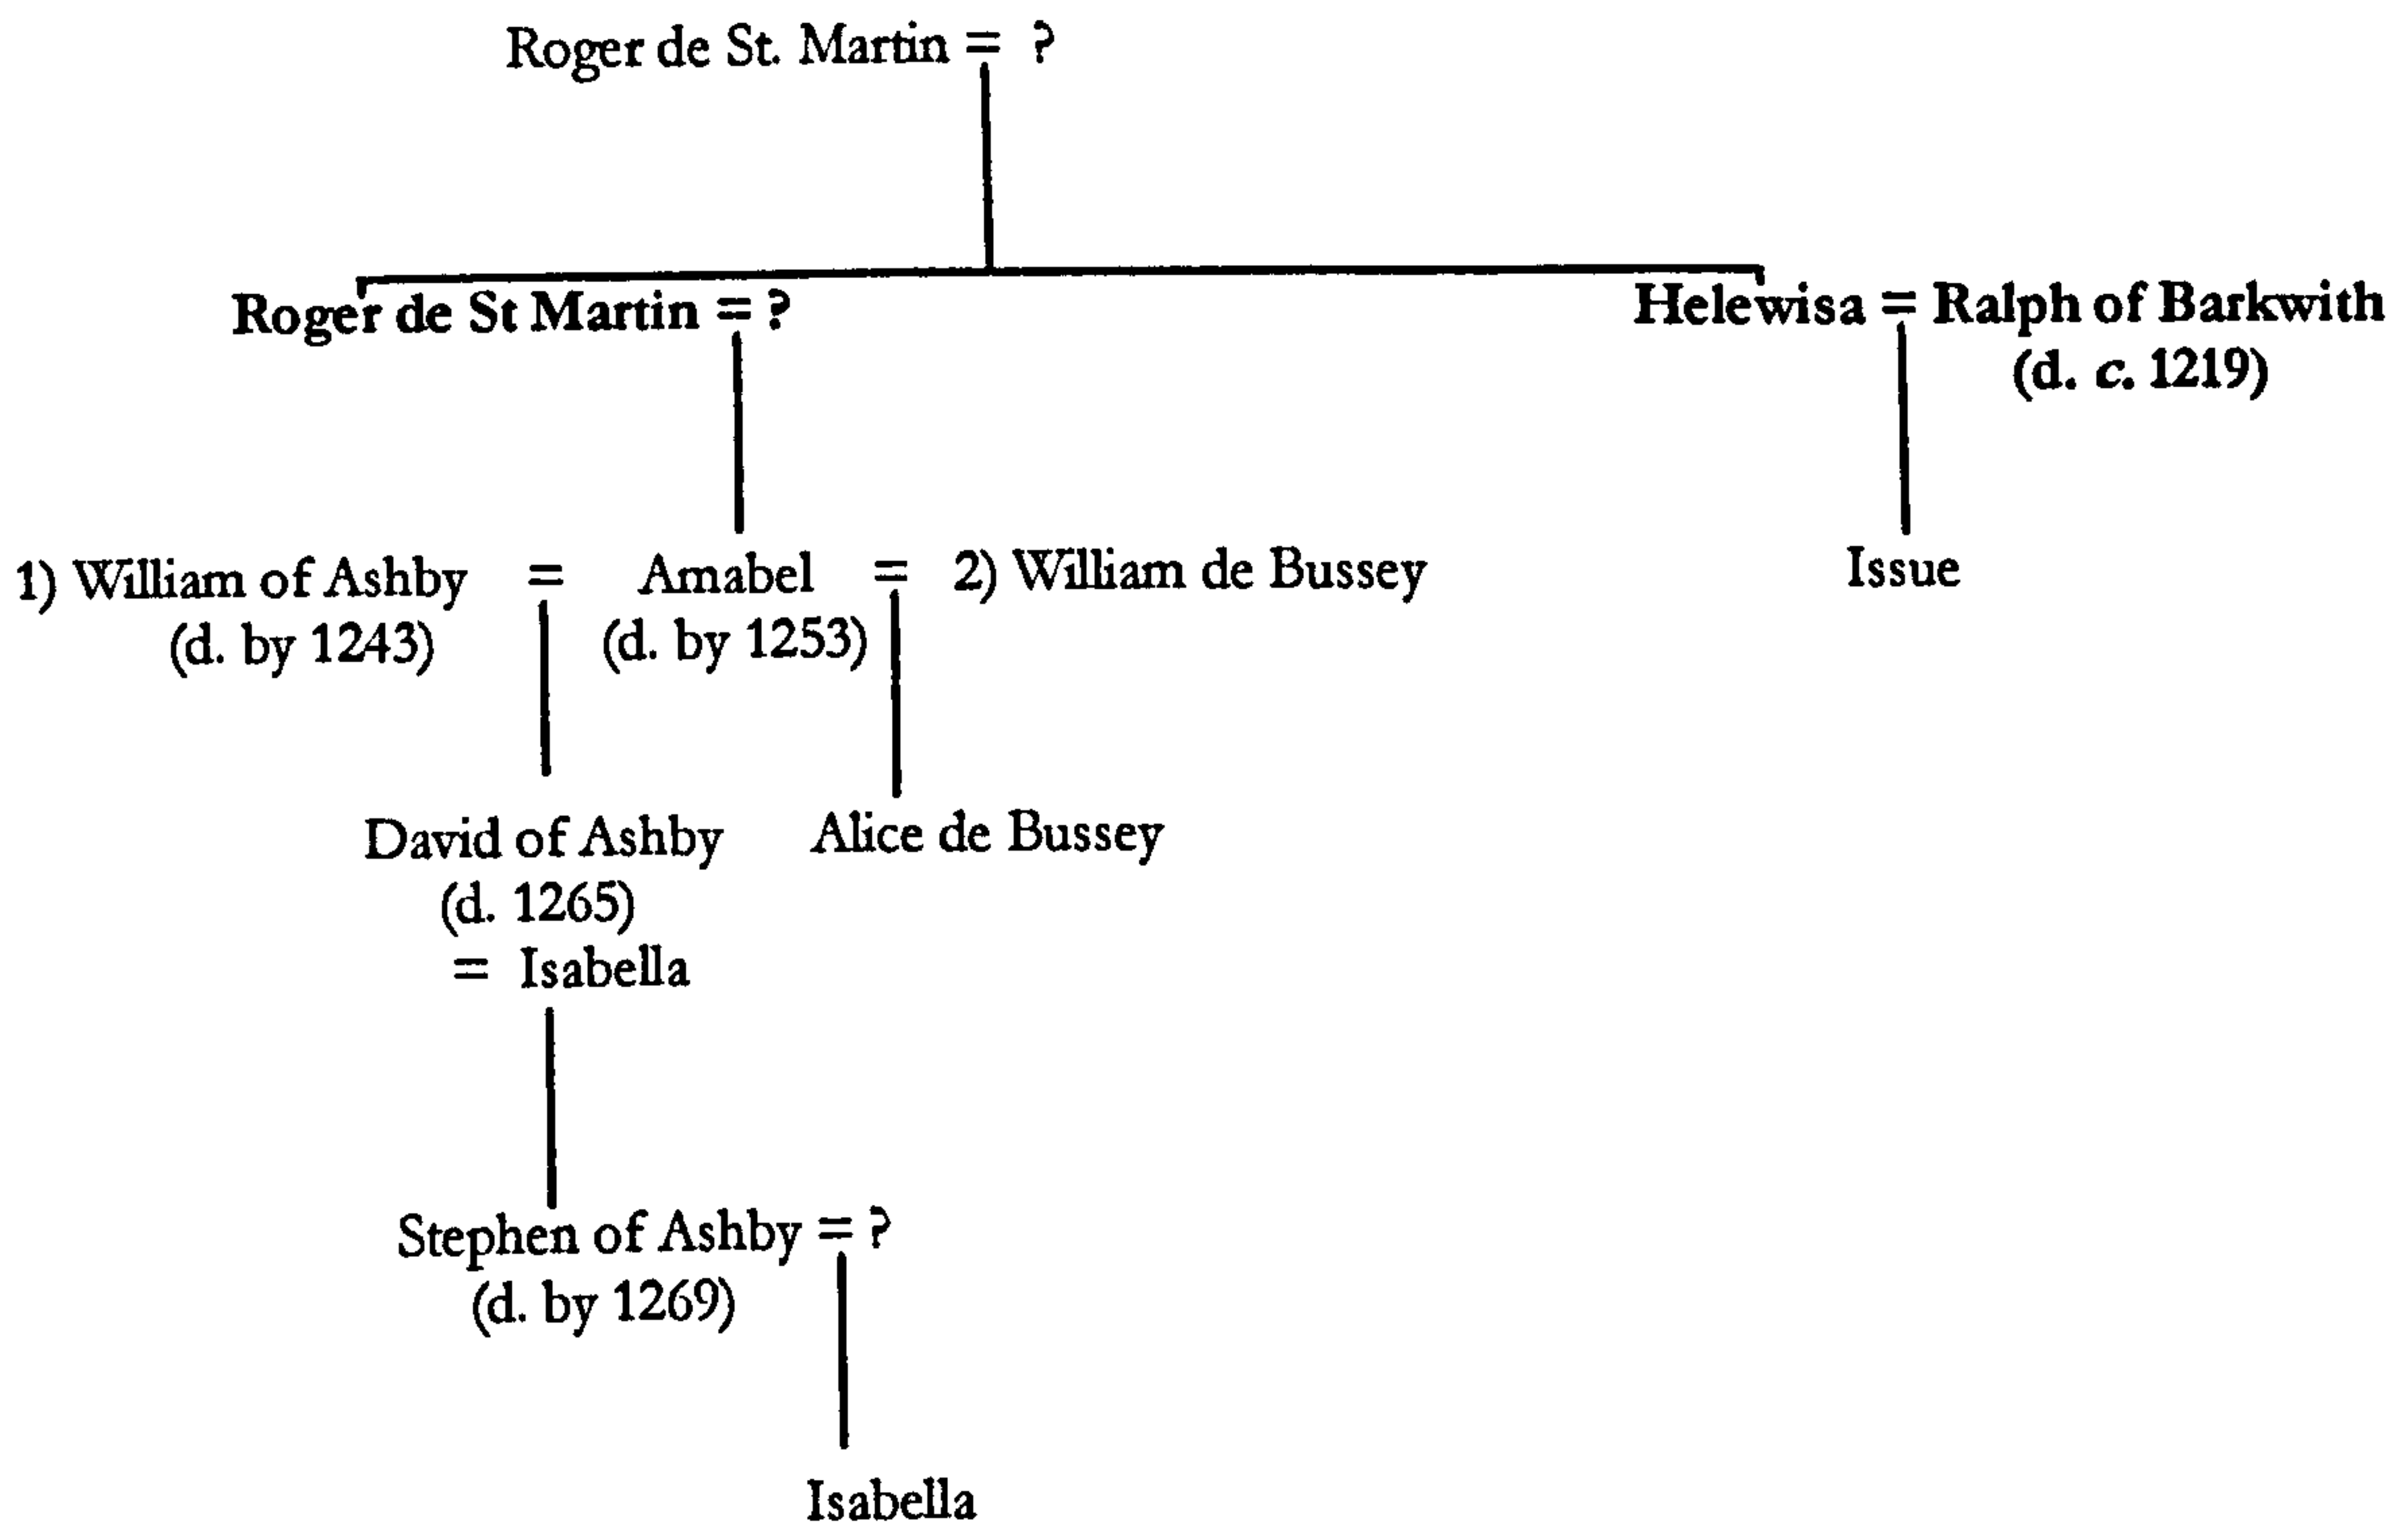 Roger de St. Martin = ?
Roger de St Martin = ?
Helewisa = Ralph of Barkwith
(d. c. 1219)
1) William of Ashby = Amabel = 2) William de Bussey
(d. by 1243) (d. by 1253)
Issue
David of Ashby
(d. 1265)
= Isabella
Alice de Bussey
Stephen of Ashby = ?
(d. by 1269)
Isabella